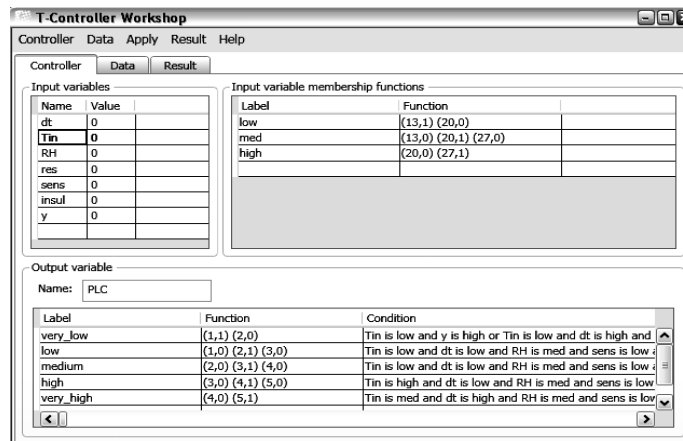 T-Controller Workshop
Controller Data Apply Result Help
Controller Data Result
Input variables
Name Value
dt 0
Tin 0
RH 0
res 0
sens 0
insul 0
y 0
Input variable membership functions
Label Function
low (13,1) (20,0)
med (13,0) (20,1) (27,0)
high (20,0) (27,1)
Output variable
Name: PLC
Label Function Condition
very_low (1,1) (2,0) Tin is low and y is high or Tin is low and dt is high and
low (1,0) (2,1) (3,0) Tin is low and dt is low and RH is med and sens is low
medium (2,0) (3,1) (4,0) Tin is low and dt is low and RH is med and sens is low
high (3,0) (4,1) (5,0) Tin is high and dt is low and RH is med and sens is low
very_high (4,0) (5,1) Tin is med and dt is high and RH is med and sens is low